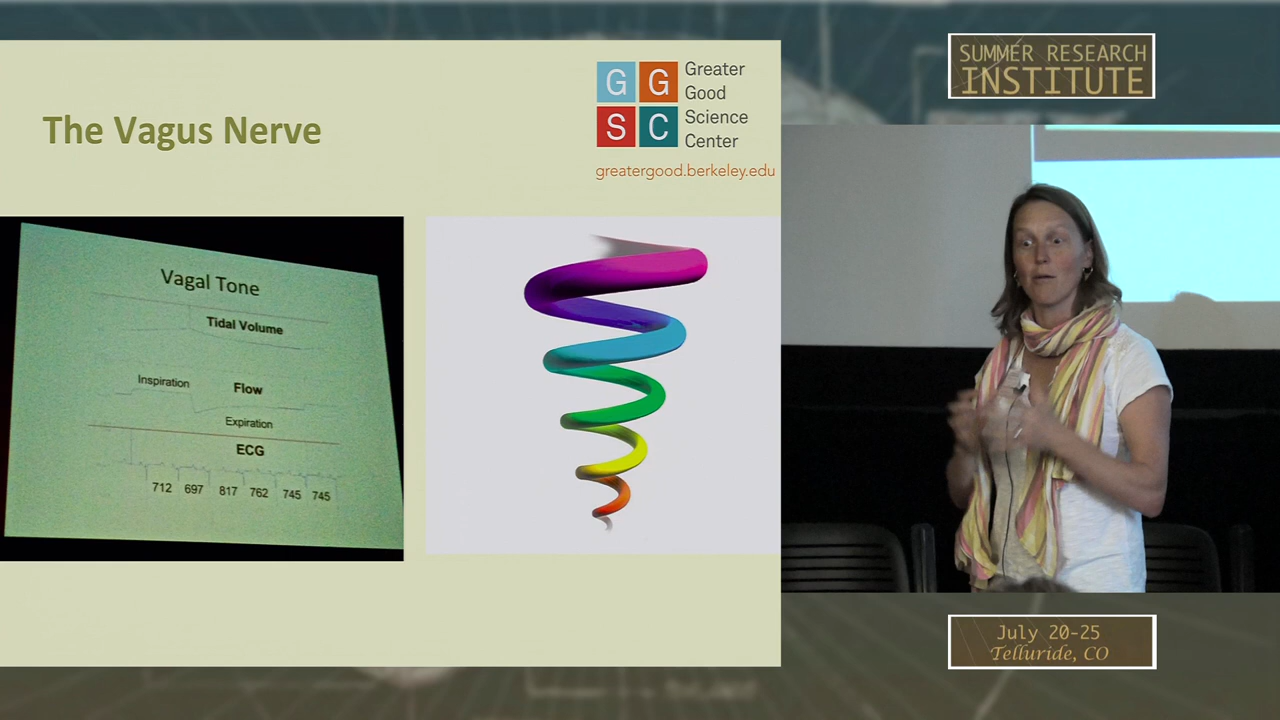 The Vagus Nerve
G G
S C
Greater
Good
Science
Center
greatergood.berkeley.edu
Vagal Tone
Tidal Volume
Inspiration
Flow
Expiration
ECG
712 697 817 762 745 745
SUMMER RESEARCH
INSTITUTE
July 20-25
Telluride, CO